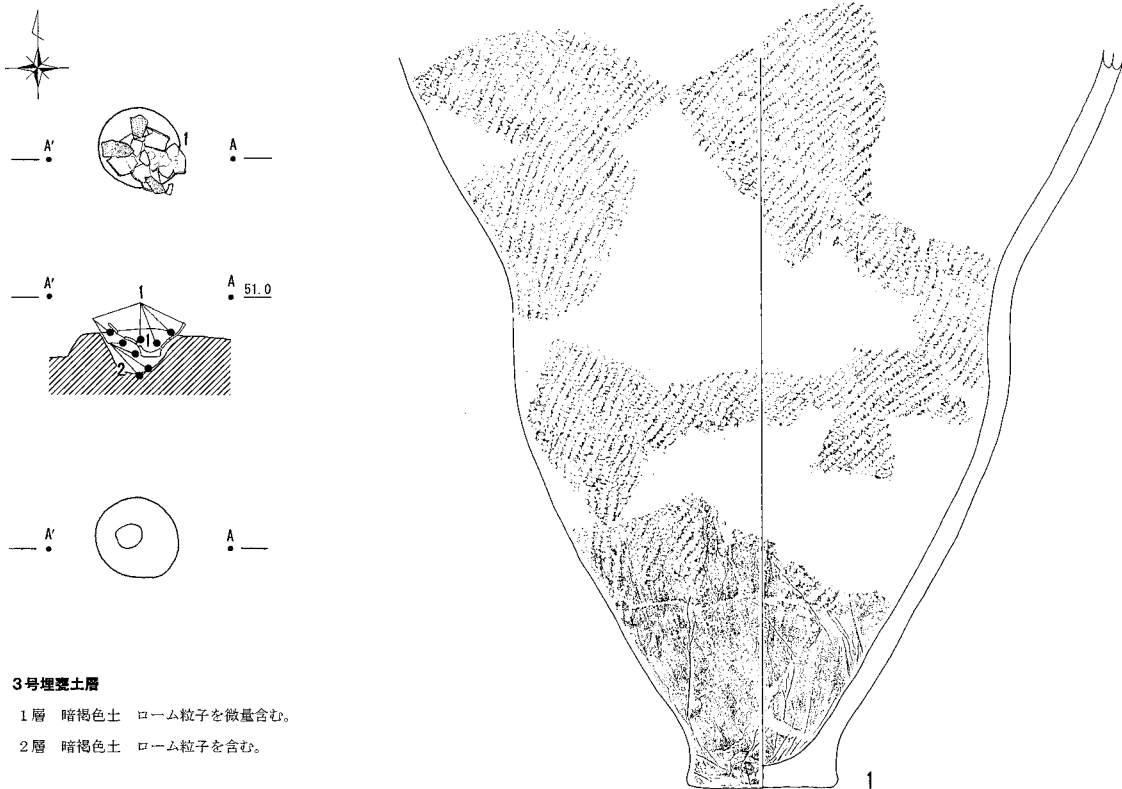 A'
1
A
A'
1
A 51.0
1
2
A'
A
3号埋甕土層
1層 暗褐色土 ローム粒子を微量含む。
2層 暗褐色土 ローム粒子を含む。
1